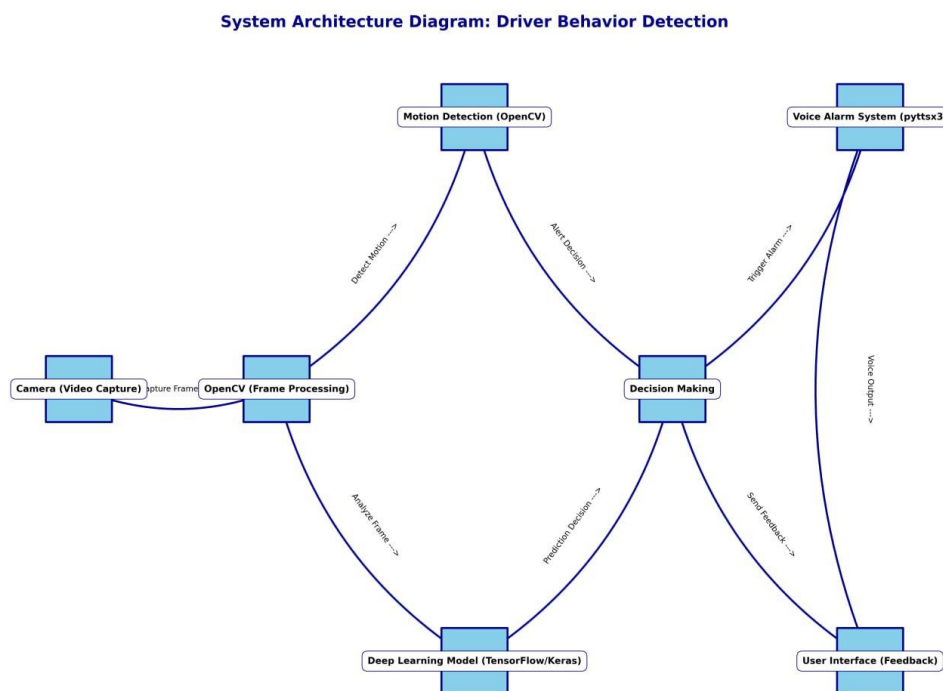 System Architecture Diagram: Driver Behavior Detection
Motion Detection (OpenCV)
Voice Alarm System (pyttsx3
Detect Motion --->
Alert Decision --->
Trigger Alarm --->
Camera (Video Capture)
apture Frame
OpenCV (Frame Processing)
Decision Making
Voice Output --->
Analyze Frame --->
Prediction Decision --->
Send Feedback --->
Deep Learning Model (TensorFlow/Keras)
User Interface (Feedback)